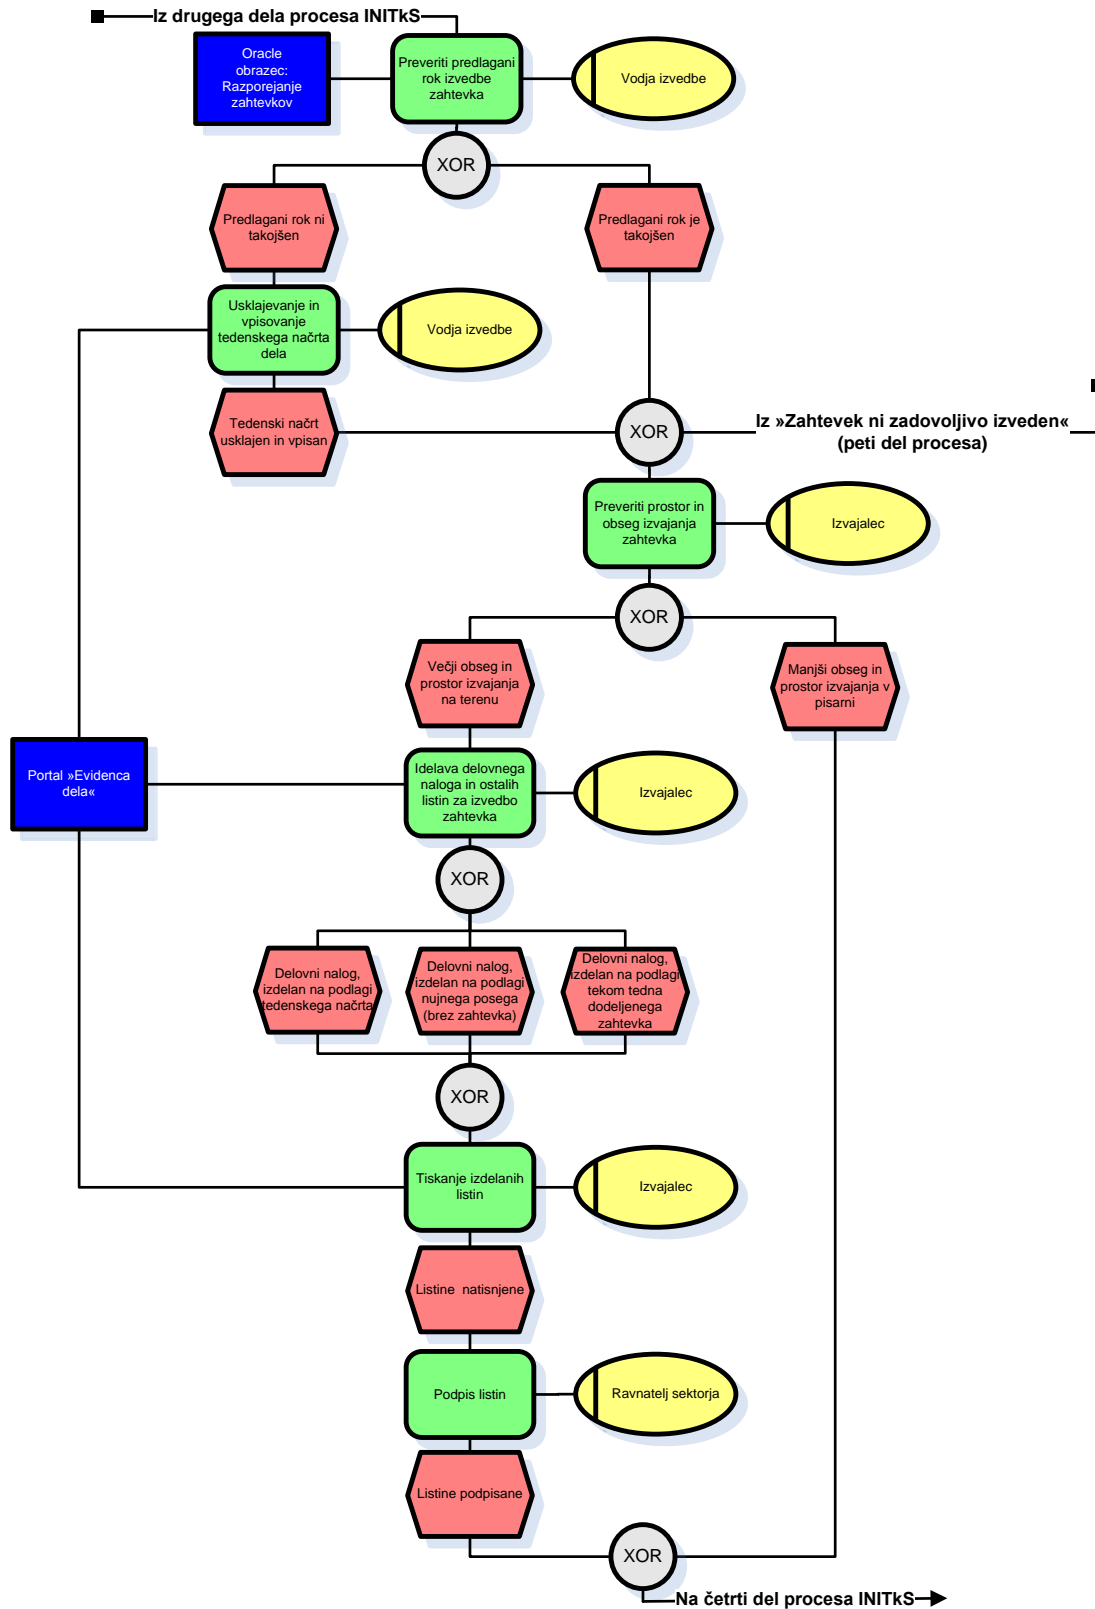 Iz drugega dela procesa INITkS
Oracle
obrazec:
Razporejanje
zahtevkov
Preveriti predlagani
rok izvedbe
zahtevka
Vodja izvedbe
XOR
Predlagani rok ni
takojšen
Predlagani rok je
takojšen
Usklajevanje in
vpisovanje
tedenskega načrta
dela
Vodja izvedbe
Tedenski načrt
usklajen in vpisan
XOR
Iz »Zahtevek ni zadovoljivo izveden«
(peti del procesa)
Preveriti prostor in
obseg izvajanja
zahtevka
Izvajalec
XOR
Večji obseg in
prostor izvajanja
na terenu
Manjši obseg in
prostor izvajanja v
pisarni
Portal »Evidenca
dela«
Idelava delovnega
naloga in ostalih
listin za izvedbo
zahtevka
Izvajalec
XOR
Delovni nalog,
izdelan na podlagi
tedenskega načrta
Delovni nalog,
izdelan na podlagi
nujnega posega
(brez zahtevka)
Delovni nalog,
izdelan na podlagi
tekom tedna
dodeljenega
zahtevka
XOR
Tiskanje izdelanih
listin
Izvajalec
Listine natisnjene
Podpis listin
Ravnatelj sektorja
Listine podpisane
XOR
Na četrti del procesa INITkS